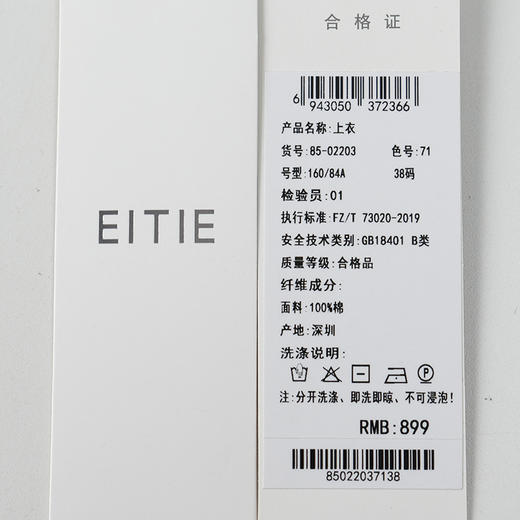 EITIE
合格证
6 943050 372366
产品名称:上衣
货号:85-02203 色号:71
号型:160/84A 38码
检验员:01
执行标准:FZ/T 73020-2019
安全技术类别:GB18401 B类
质量等级:合格品
纤维成分:
面料:100%棉
产地:深圳
洗涤说明:
P
注:分开洗涤、即洗即晾、不可浸泡!
RMB:899
85022037138